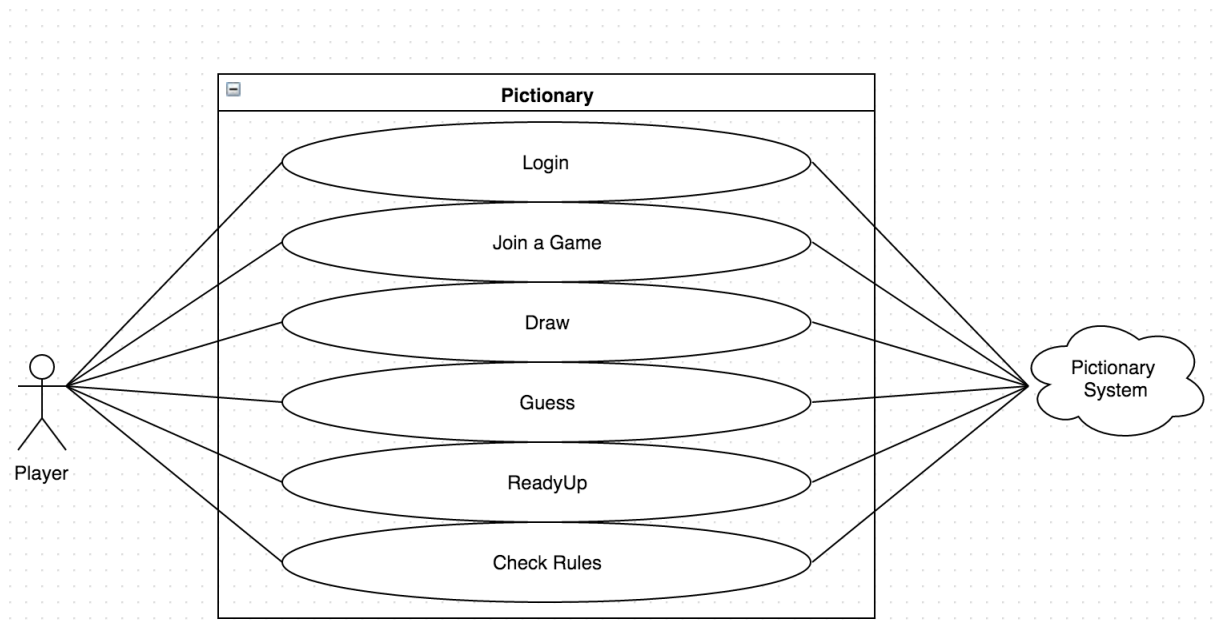 Pictionary
Login
Join a Game
Draw
Guess
ReadyUp
Check Rules
Player
Pictionary
System